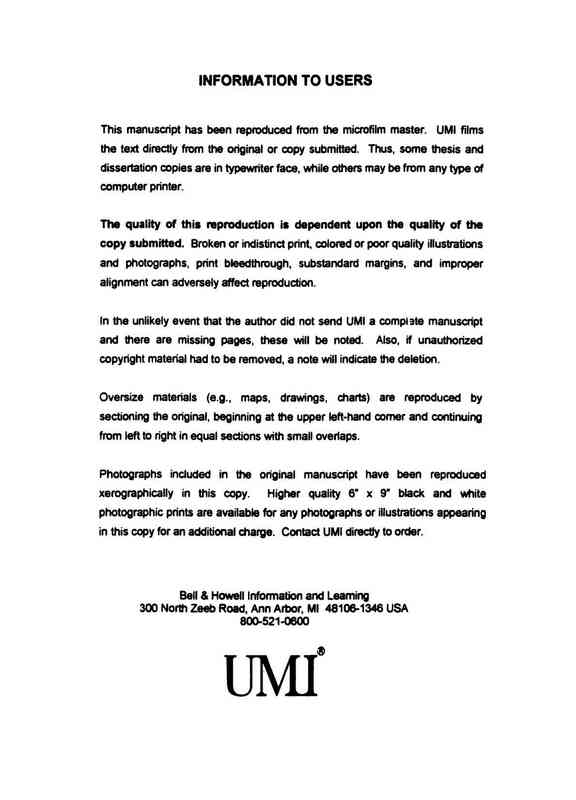 INFORMATION TO USERS
This manuscript has been reproduced from the microfilm master. UMI films
the text directly from the original or copy submitted. Thus, some thesis and
dissertation copies are in typewriter face, while others may be from any type of
computer printer.
The quality of this reproduction is dependent upon the quality of the
copy submitted. Broken or indistinct print, colored or poor quality illustrations
and photographs, print bleedthrough, substandard margins, and improper
alignment can adversely affect reproduction.
In the unlikely event that the author did not send UMI a complete manuscript
and there are missing pages, these will be noted. Also, if unauthorized
copyright material had to be removed, a note will indicate the deletion.
Oversize materials (e.g., maps, drawings, charts) are reproduced by
sectioning the original, beginning at the upper left-hand corner and continuing
from left to right in equal sections with small overlaps.
Photographs included in the original manuscript have been reproduced
xerographically in this copy. Higher quality 6" x 9" black and white
photographic prints are available for any photographs or illustrations appearing
in this copy for an additional charge. Contact UMI directly to order.
Bell & Howell Information and Learning
300 North Zeeb Road, Ann Arbor, MI 48106-1346 USA
800-521-0600
UMI®